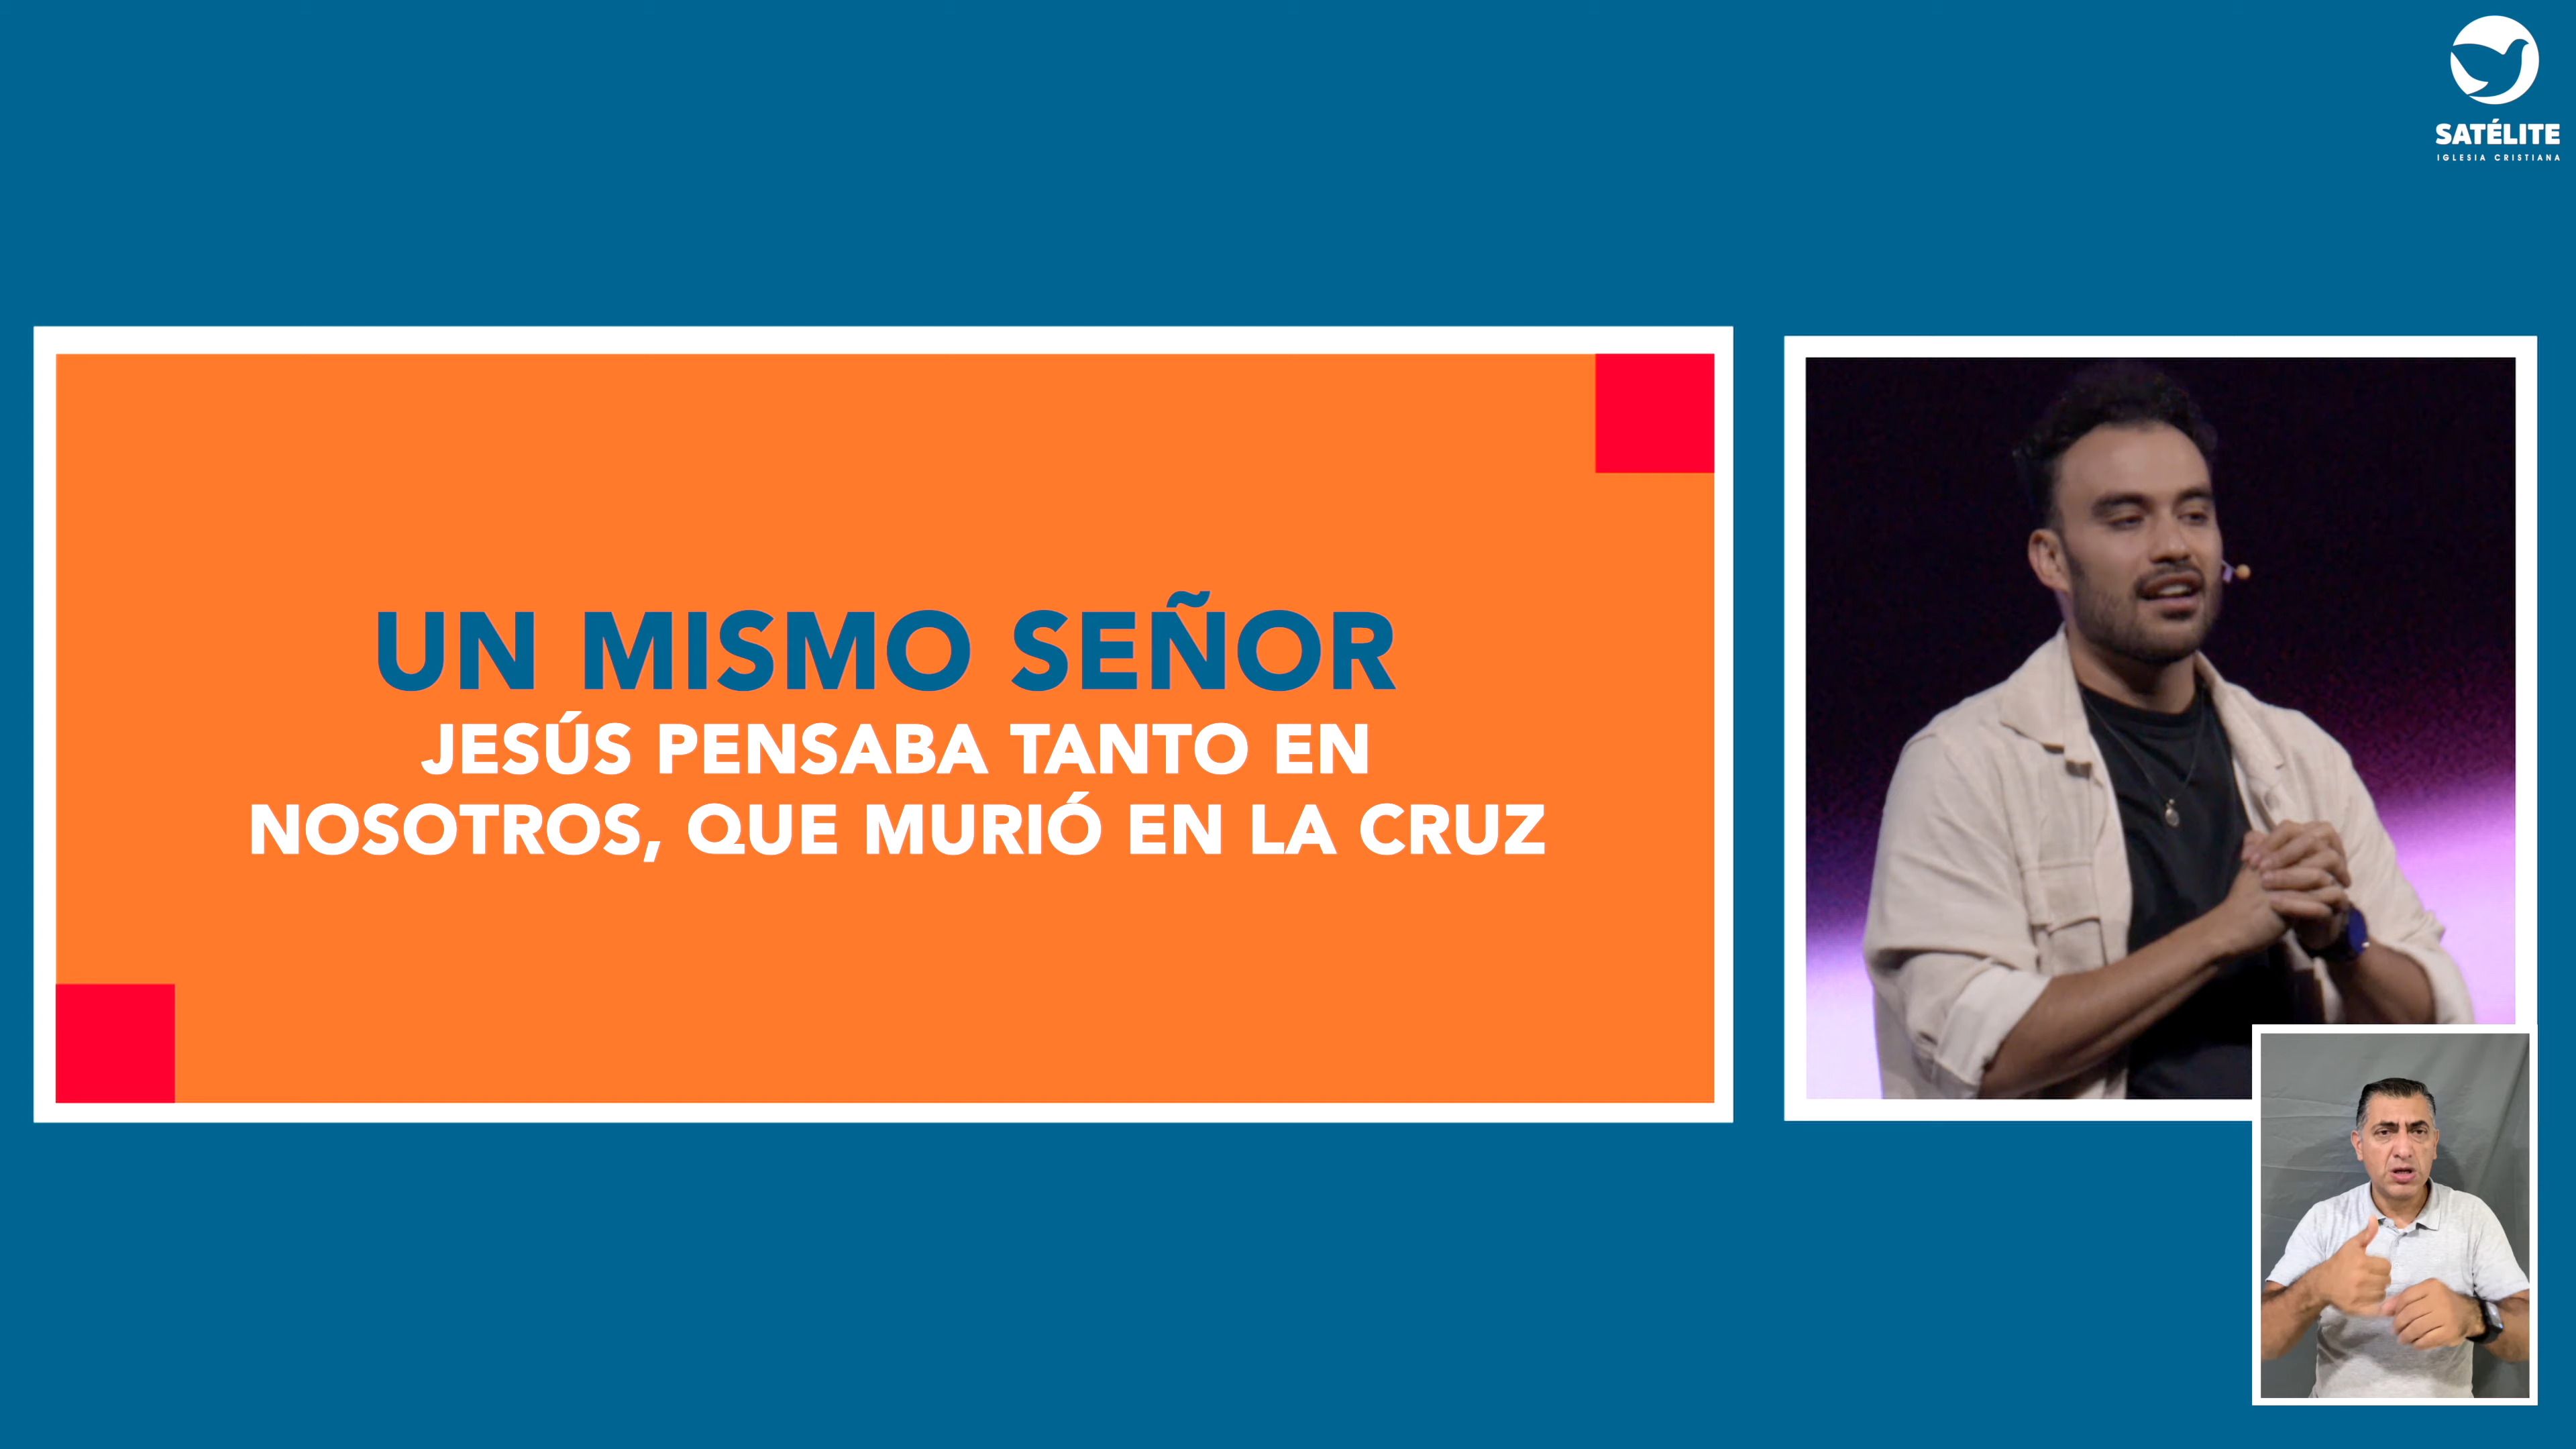 SATÉLITE
IGLESIA CRISTIANA
UN MISMO SEÑOR
JESÚS PENSABA TANTO EN
NOSOTROS, QUE MURIÓ EN LA CRUZ